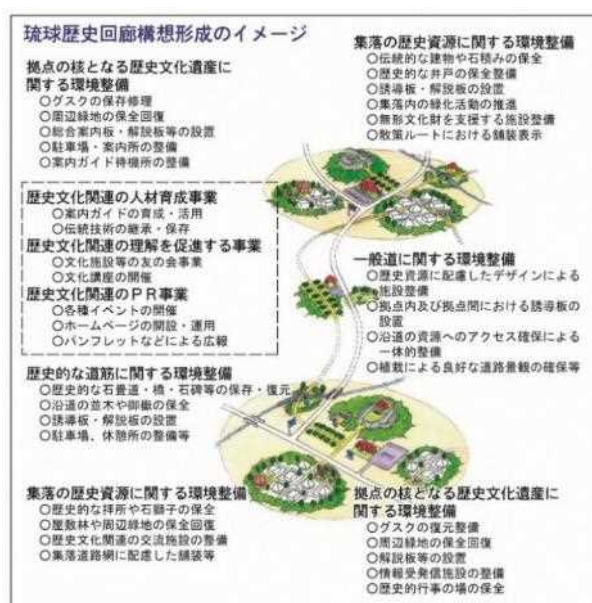 琉球歴史回廊構想形成のイメージ
拠点の核となる歴史文化遺産に
関する環境整備
○グスクの保存修理
○周辺緑地の保全回復
○総合案内板・解説板等の設置
○駐車場・案内所の整備
○案内ガイド待機所の整備
集落の歴史資源に関する環境整備
○伝統的な建物や石積みの保全
○歴史的な井戸の保全整備
○誘導板・解説板の設置
○集落内の緑化活動の推進
○無形文化財を支援する施設整備
○散策ルートにおける舗装表示
歴史文化関連の人材育成事業
○案内ガイドの育成・活用
○伝統技術の継承・保存
歴史文化関連の理解を促進する事業
○文化施設等の友の会事業
○文化講座の開催
歴史文化関連のPR事業
○各種イベントの開催
○ホームページの開設・運用
○パンフレットなどによる広報
一般道に関する環境整備
○歴史資源に配慮したデザインによる
施設整備
○拠点内及び拠点間における誘導板の
設置
○沿道の資源へのアクセス確保による
一体的整備
○植栽による良好な道路景観の確保等
歴史的な道筋に関する環境整備
○歴史的な石畳道・橋・石碑等の保存・復元
○沿道の並木や御嶽の保全
○誘導板・解説板の設置
○駐車場、休憩所の整備等
集落の歴史資源に関する環境整備
○歴史的な拝所や石獅子の保全
○屋敷林や周辺緑地の保全回復
○歴史文化関連の交流施設の整備
○集落道路網に配慮した舗装等
拠点の核となる歴史文化遺産に
関する環境整備
○グスクの復元整備
○周辺緑地の保全回復
○解説板等の設置
○情報受発信施設の整備
○歴史的行事の場の保全